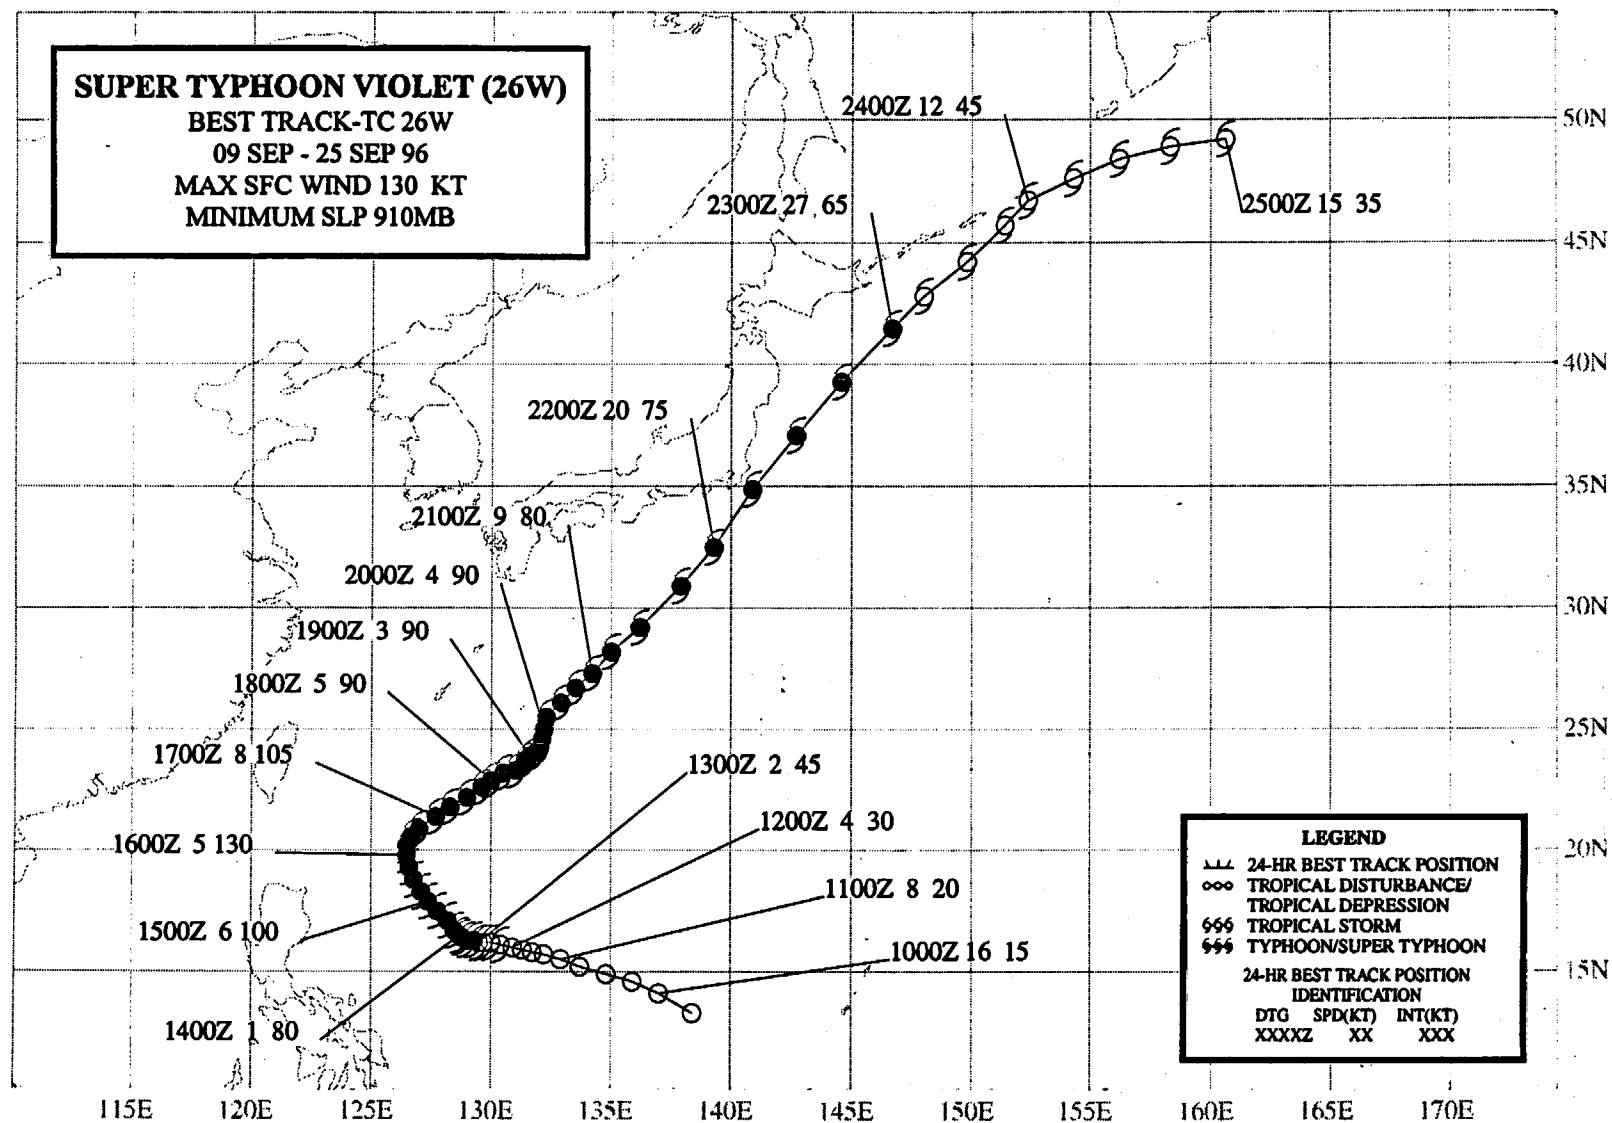 SUPER TYPHOON VIOLET (26W)
BEST TRACK-TC 26W
09 SEP - 25 SEP 96
MAX SFC WIND 130 KT
MINIMUM SLP 910MB
2400Z 12 45
50N
2300Z 27 65
2500Z 15 35
45N
40N
2200Z 20 75
35N
2100Z 9 80
2000Z 4 90
30N
1900Z 3 90
1800Z 5 90
25N
1700Z 8 105
1300Z 2 45
1200Z 4 30
1600Z 5 130
20N
1100Z 8 20
1500Z 6 100
1000Z 16 15
15N
1400Z 1 80
LEGEND
24-HR BEST TRACK POSITION
TROPICAL DISTURBANCE/
TROPICAL DEPRESSION
TROPICAL STORM
TYPHOON/SUPER TYPHOON
24-HR BEST TRACK POSITION
IDENTIFICATION
DTG SPD(KT) INT(KT)
XXXXZ XX XXX
115E 120E 125E 130E 135E 140E 145E 150E 155E 160E 165E 170E